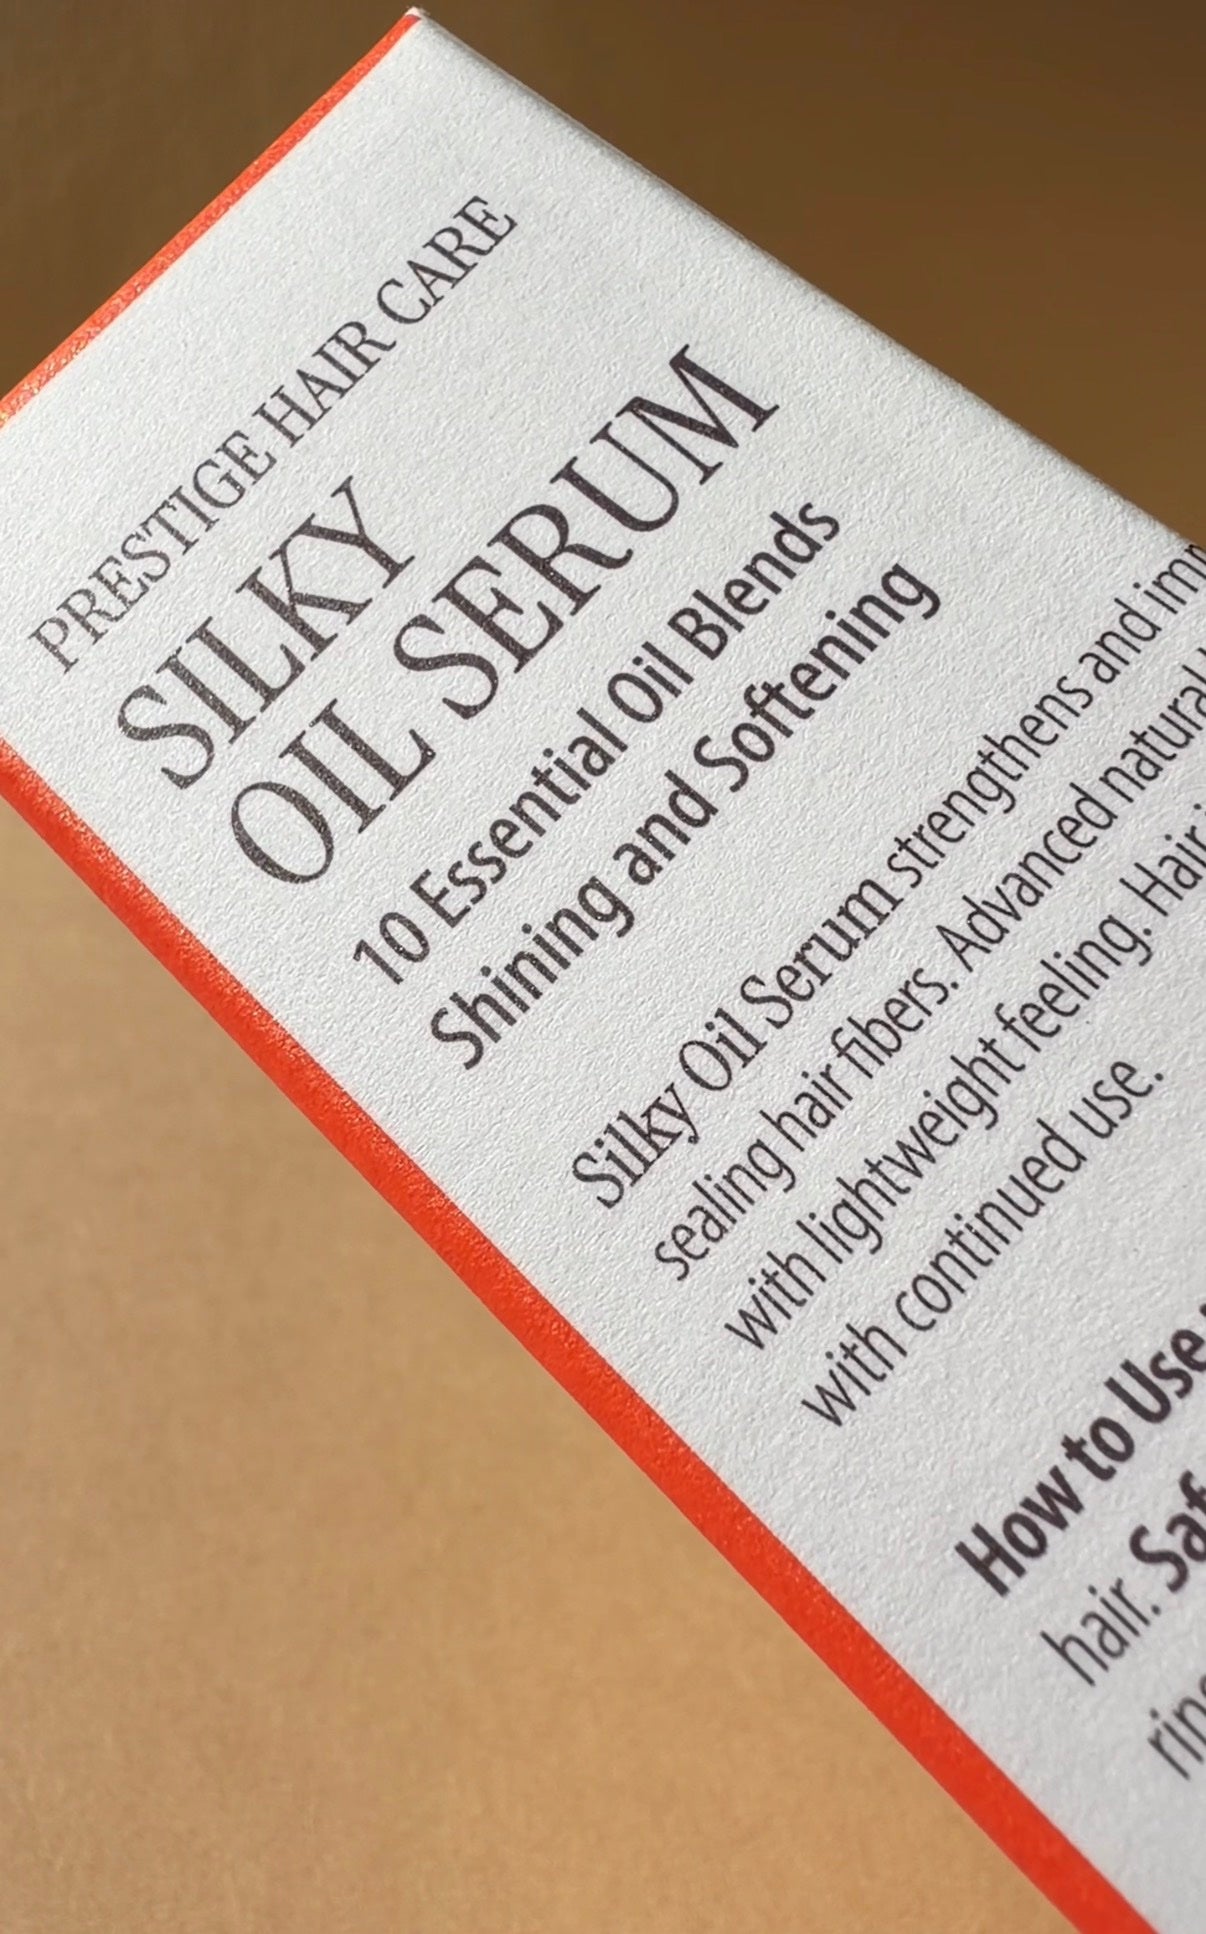 PRESTIGE HAIR CARE
SILKY
OIL SERUM
10 Essential Oil Blends
Shining and Softening
Silky Oil Serum strengthens and
sealing hair fibers. Advanced natural
with lightweight feeling. Hair
with continued use.
How to Use
hair.